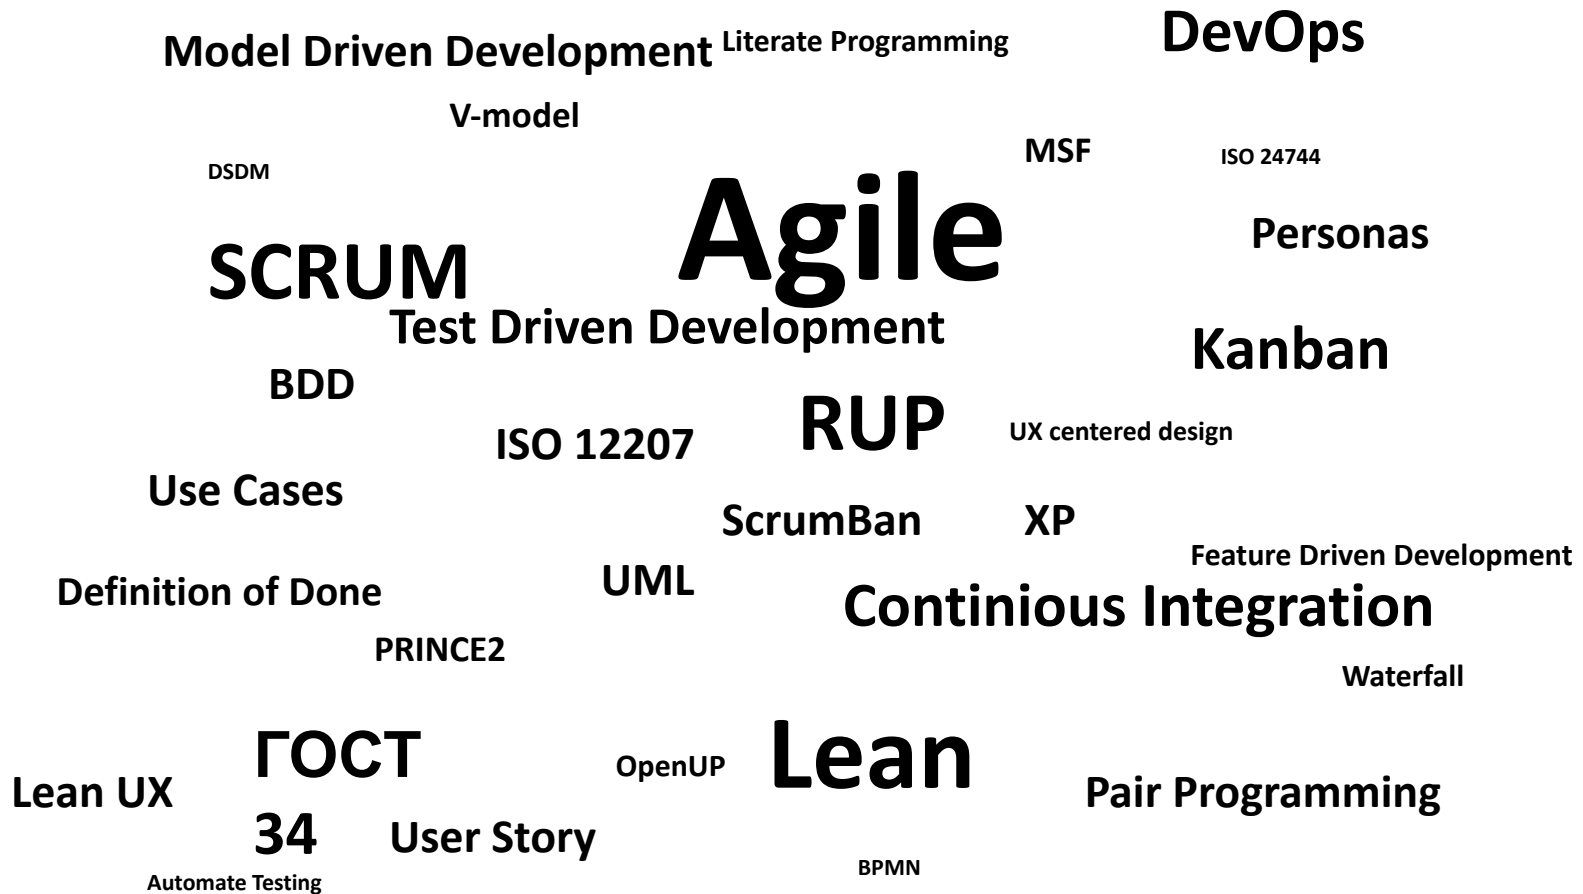 DevOps
Model Driven Development
Literate Programming
V-model
MSF
ISO 24744
DSDM
Agile
Personas
SCRUM
Test Driven Development
Kanban
BDD
RUP
UX centered design
ISO 12207
Use Cases
ScrumBan
XP
Feature Driven Development
UML
Definition of Done
Continious Integration
PRINCE2
Waterfall
ГОСТ
34
Lean
OpenUP
Lean UX
Pair Programming
User Story
BPMN
Automate Testing